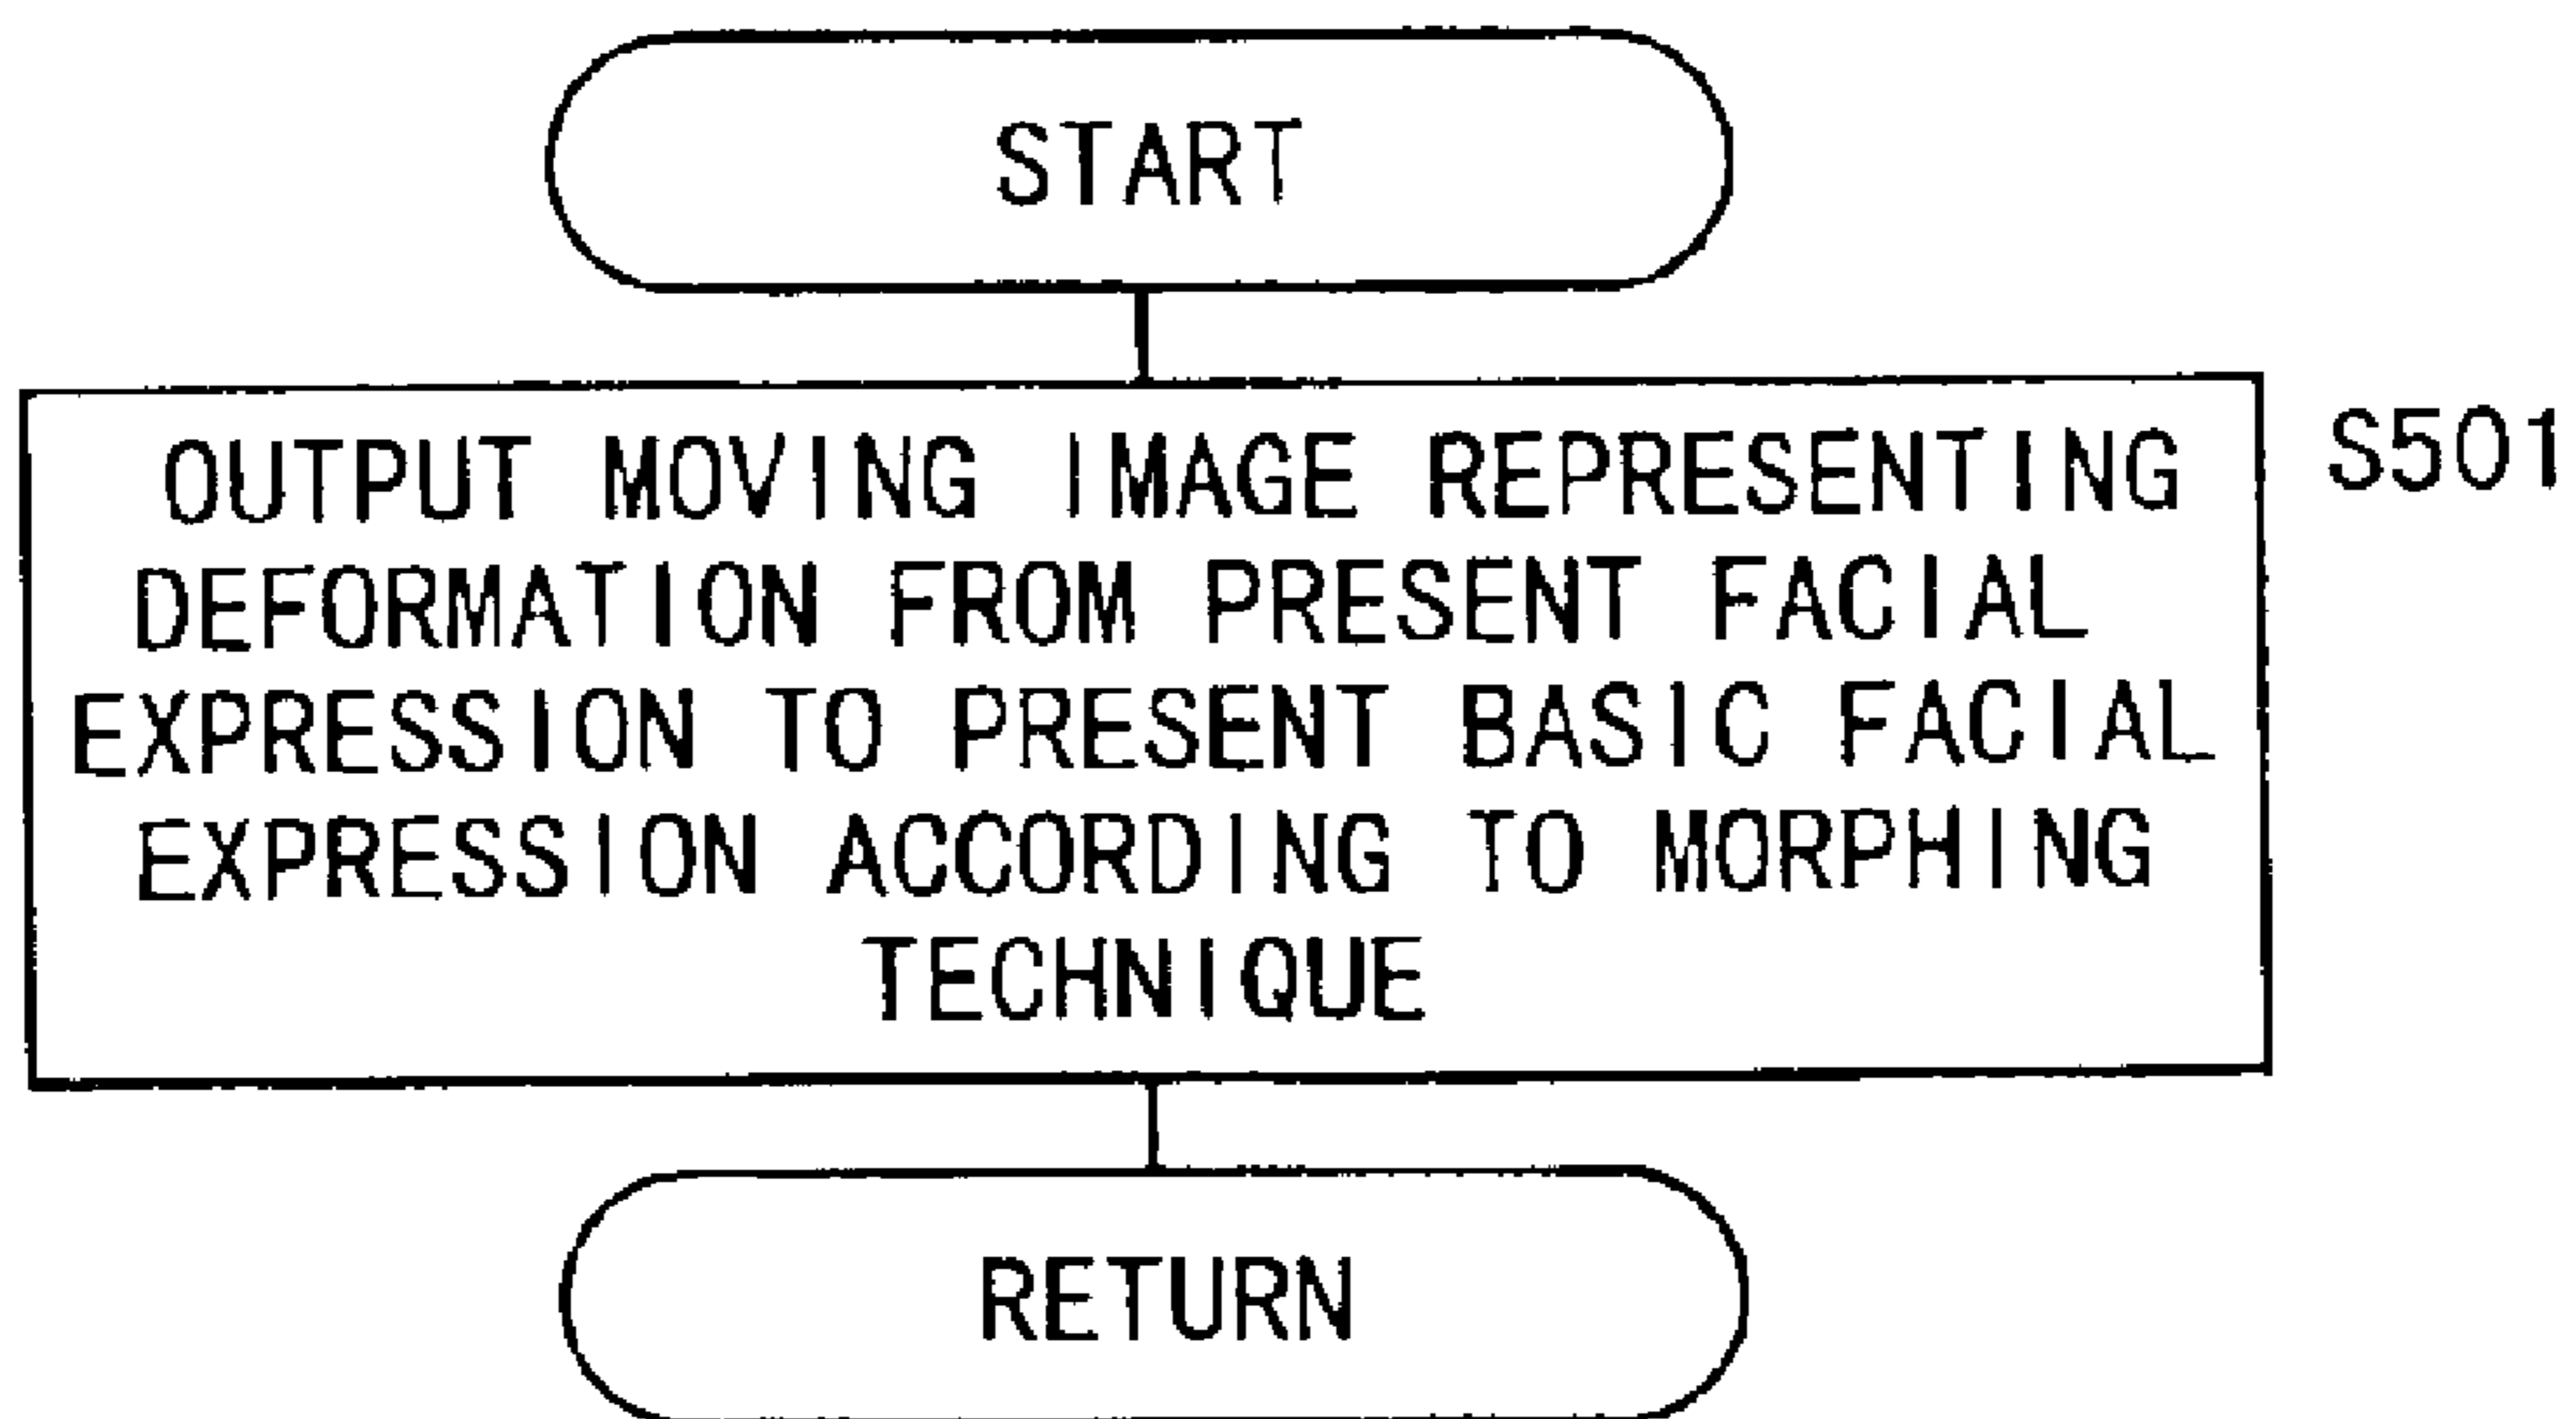 START
OUTPUT MOVING IMAGE REPRESENTING
S501
DEFORMATION FROM PRESENT FACIAL
EXPRESSION TO PRESENT BASIC FACIAL
EXPRESSION ACCORDING TO MORPHING
TECHNIQUE
RETURN